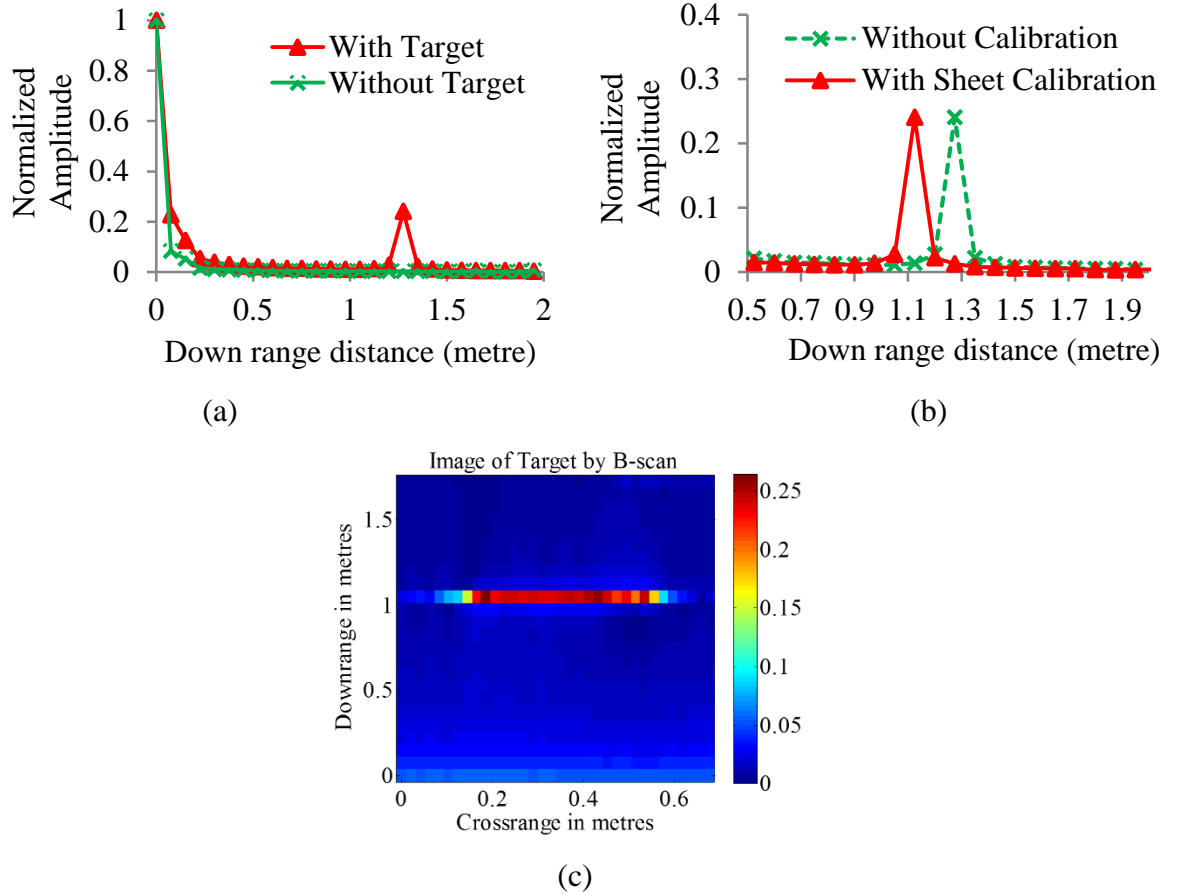 1
0.8
0.6
0.4
0.2
0
Normalized
Amplitude
With Target
Without Target
0 0.5 1 1.5 2
Down range distance (metre)
(a)
0.4
0.3
0.2
0.1
0
Normalized
Amplitude
Without Calibration
With Sheet Calibration
0.5 0.7 0.9 1.1 1.3 1.5 1.7 1.9
Down range distance (metre)
(b)
Image of Target by B-scan
Downrange in metres
1.5
1
0.5
0
0 0.2 0.4 0.6
Crossrange in metres
0.25
0.2
0.15
0.1
0.05
0
(c)